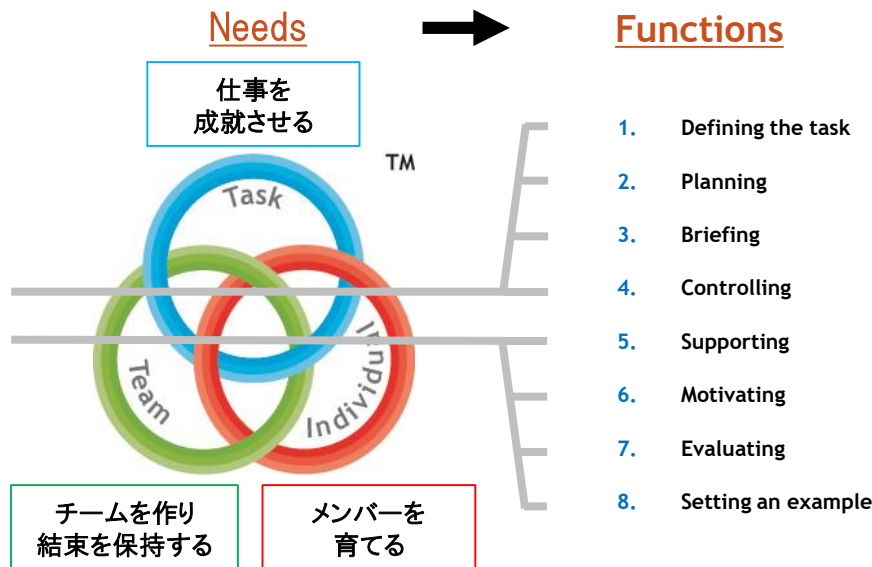 Needs
Functions
仕事を
成就させる
TM
Task
Team
Individual
チームを作り
結束を保持する
メンバーを
育てる
1. Defining the task
2. Planning
3. Briefing
4. Controlling
5. Supporting
6. Motivating
7. Evaluating
8. Setting an example